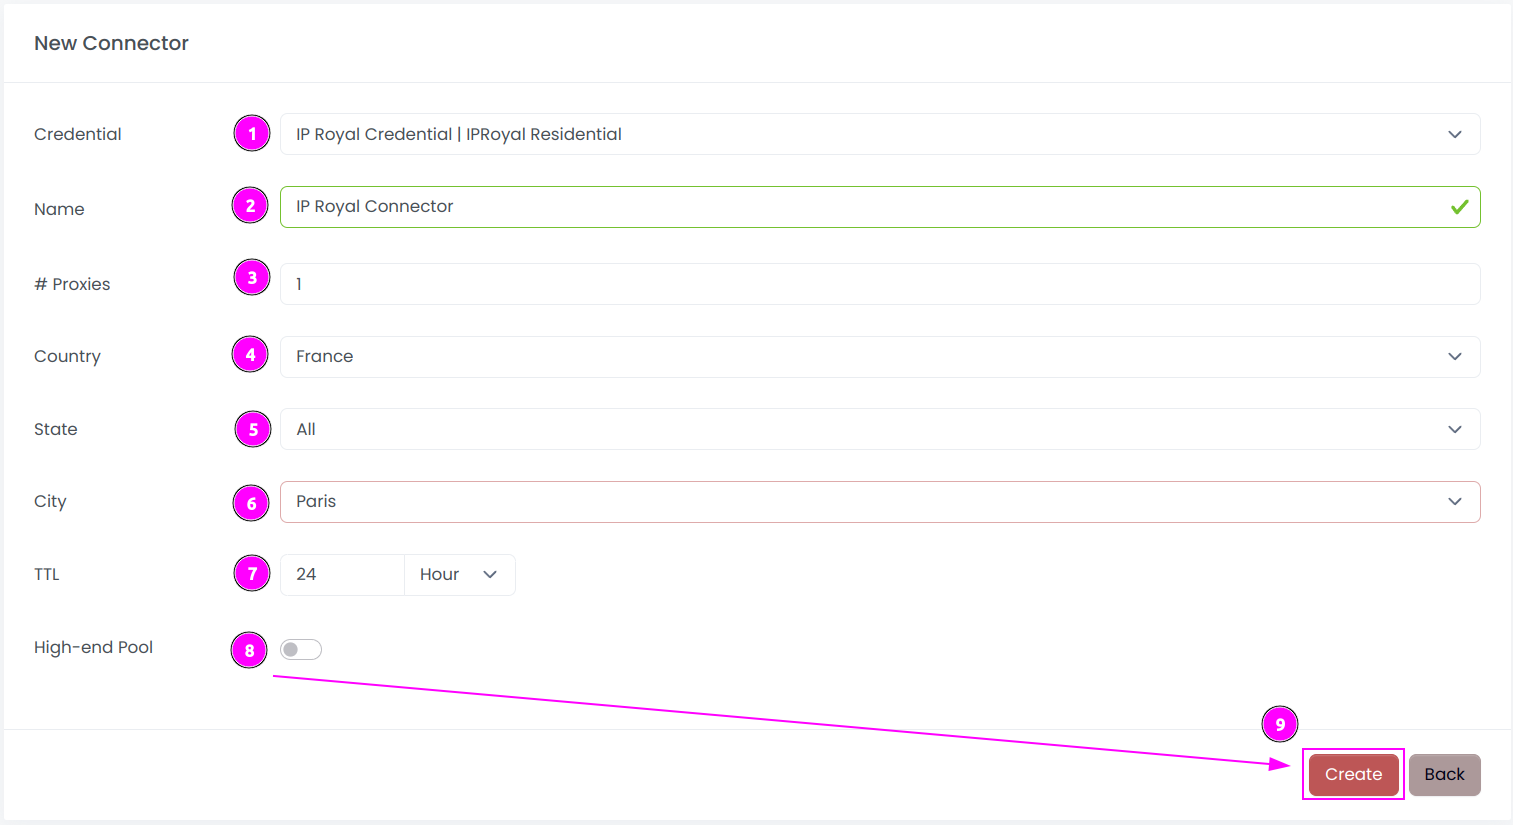 New Connector
Credential 1 IP Royal Credential | IPRoyal Residential
Name 2 IP Royal Connector
# Proxies 3 1
Country 4 France
State 5 All
City 6 Paris
TTL 7 24 Hour
High-end Pool 8
9
Create Back